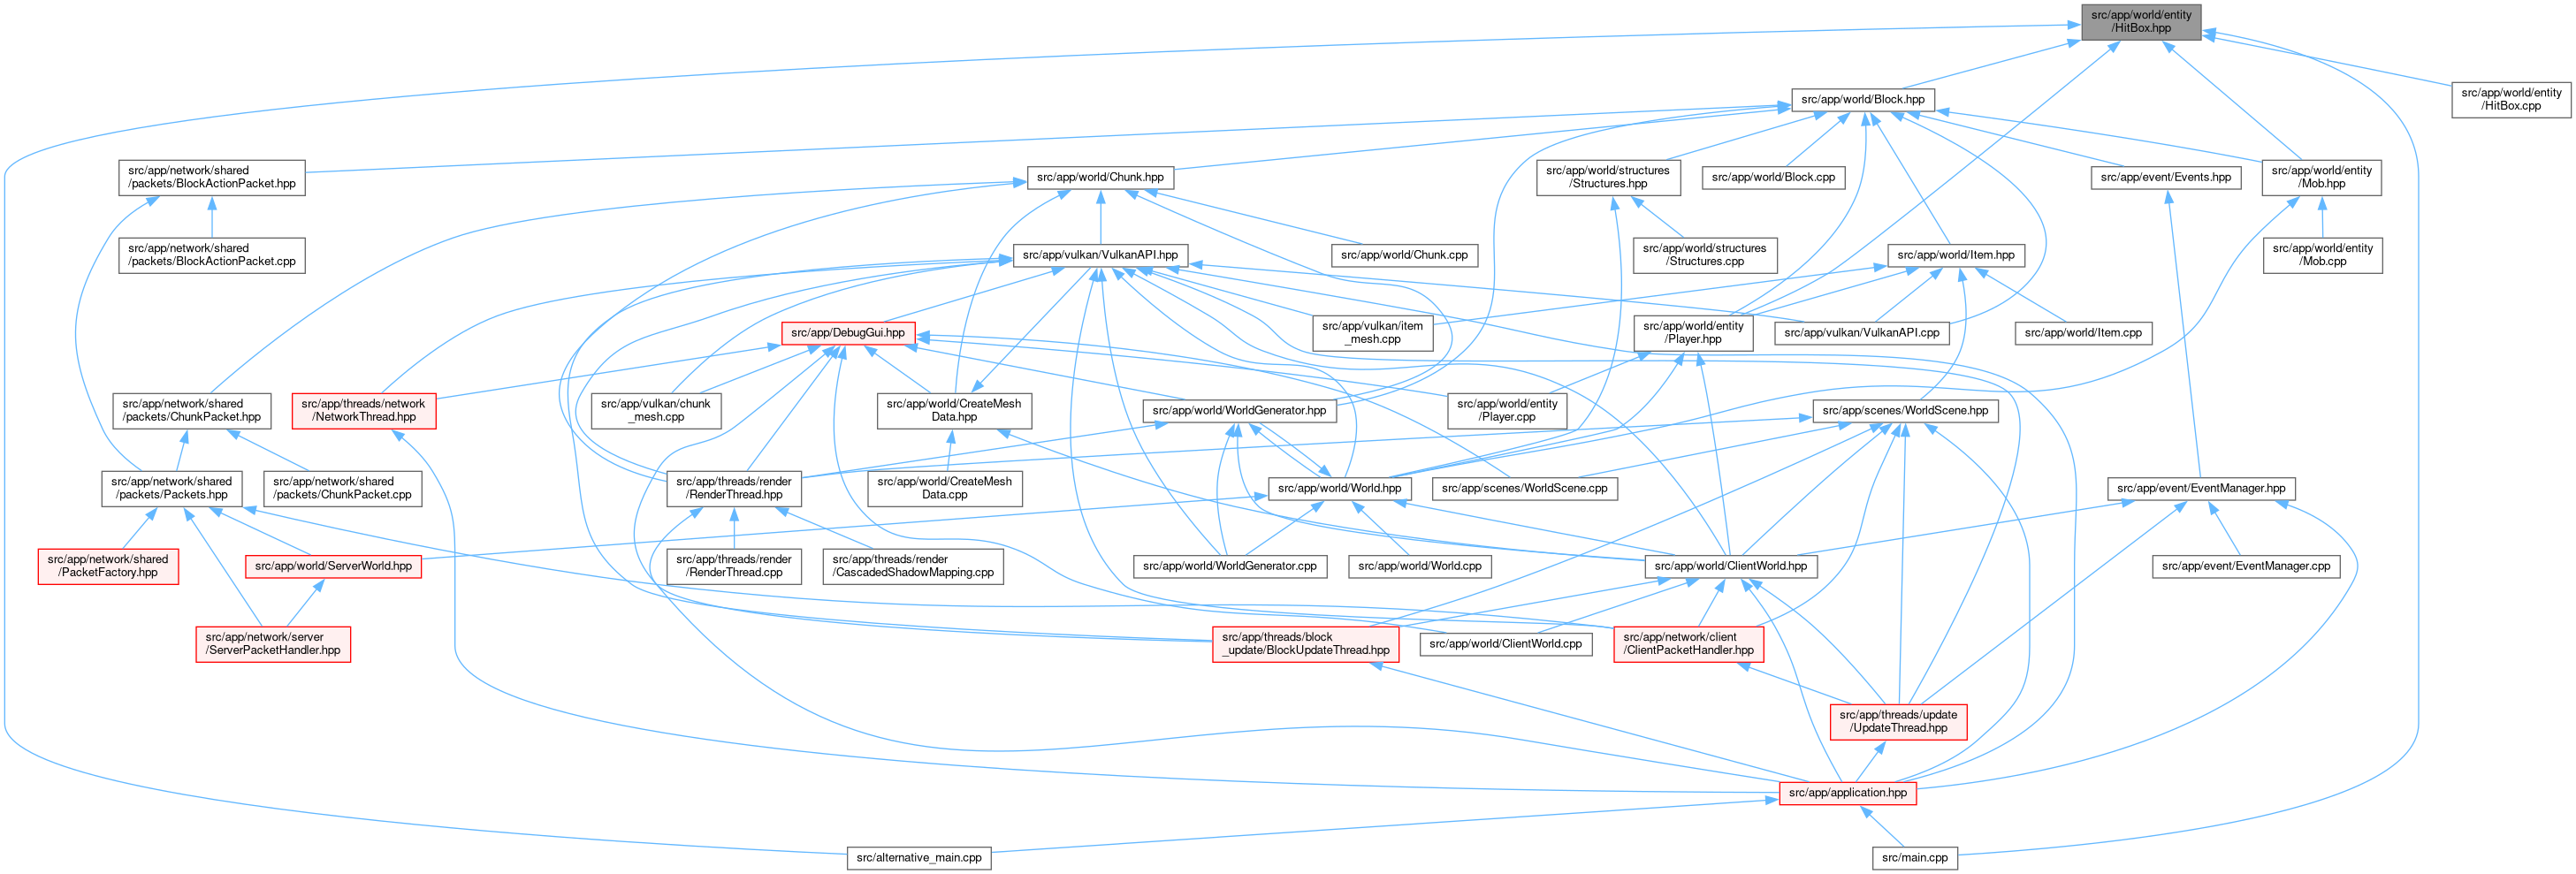 src/app/world/entity
/HitBox.hpp
src/app/world/entity
/HitBox.cpp
src/app/world/Block.hpp
src/app/network/shared
/packets/BlockActionPacket.hpp
src/app/world/Chunk.hpp
src/app/world/structures
/Structures.hpp
src/app/world/Block.cpp
src/app/event/Events.hpp
src/app/world/entity
/Mob.hpp
src/app/network/shared
/packets/BlockActionPacket.cpp
src/app/vulkan/VulkanAPI.hpp
src/app/world/Chunk.cpp
src/app/world/structures
/Structures.cpp
src/app/world/Item.hpp
src/app/world/entity
/Mob.cpp
src/app/DebugGui.hpp
src/app/vulkan/item
_mesh.cpp
src/app/world/entity
/Player.hpp
src/app/vulkan/VulkanAPI.cpp
src/app/world/Item.cpp
src/app/network/shared
/packets/ChunkPacket.hpp
src/app/threads/network
/NetworkThread.hpp
src/app/vulkan/chunk
_mesh.cpp
src/app/world/CreateMesh
Data.hpp
src/app/world/WorldGenerator.hpp
src/app/world/entity
/Player.cpp
src/app/scenes/WorldScene.hpp
src/app/network/shared
/packets/Packets.hpp
src/app/network/shared
/packets/ChunkPacket.cpp
src/app/threads/render
/RenderThread.hpp
src/app/world/CreateMesh
Data.cpp
src/app/world/World.hpp
src/app/scenes/WorldScene.cpp
src/app/event/EventManager.hpp
src/app/network/shared
/PacketFactory.hpp
src/app/world/ServerWorld.hpp
src/app/threads/render
/RenderThread.cpp
src/app/threads/render
/CascadedShadowMapping.cpp
src/app/world/WorldGenerator.cpp
src/app/world/World.cpp
src/app/world/ClientWorld.hpp
src/app/event/EventManager.cpp
src/app/network/server
/ServerPacketHandler.hpp
src/app/threads/block
_update/BlockUpdateThread.hpp
src/app/world/ClientWorld.cpp
src/app/network/client
/ClientPacketHandler.hpp
src/app/threads/update
/UpdateThread.hpp
src/app/application.hpp
src/alternative_main.cpp
src/main.cpp